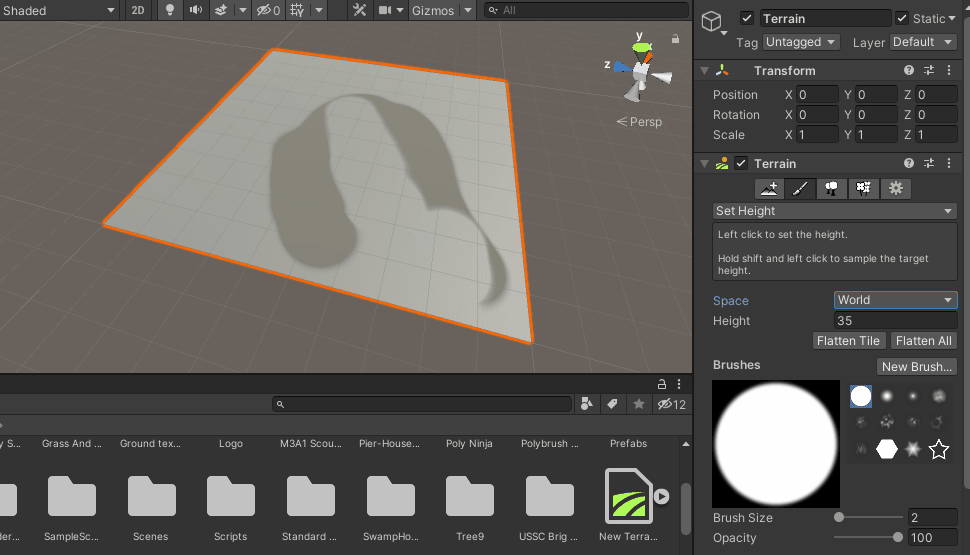 Shaded 2D 0 Gizmos All
y
x
z
Persp
Terrain Static
Tag Untagged Layer Default
Transform
Position X 0 Y 0 Z 0
Rotation X 0 Y 0 Z 0
Scale X 1 Y 1 Z 1
Terrain
Set Height
Left click to set the height.
Hold shift and left click to sample the target
height.
Space World
Height 35
Flatten Tile Flatten All
Brushes New Brush...
Brush Size 2
Opacity 100
12
y S... Grass And ... Ground tex... Logo M3A1 Scou... Pier-House... Poly Ninja Polybrush ... Prefabs
der... SampleSc... Scenes Scripts Standard ... SwampHo... Tree9 USSC Brig ... New Terra...